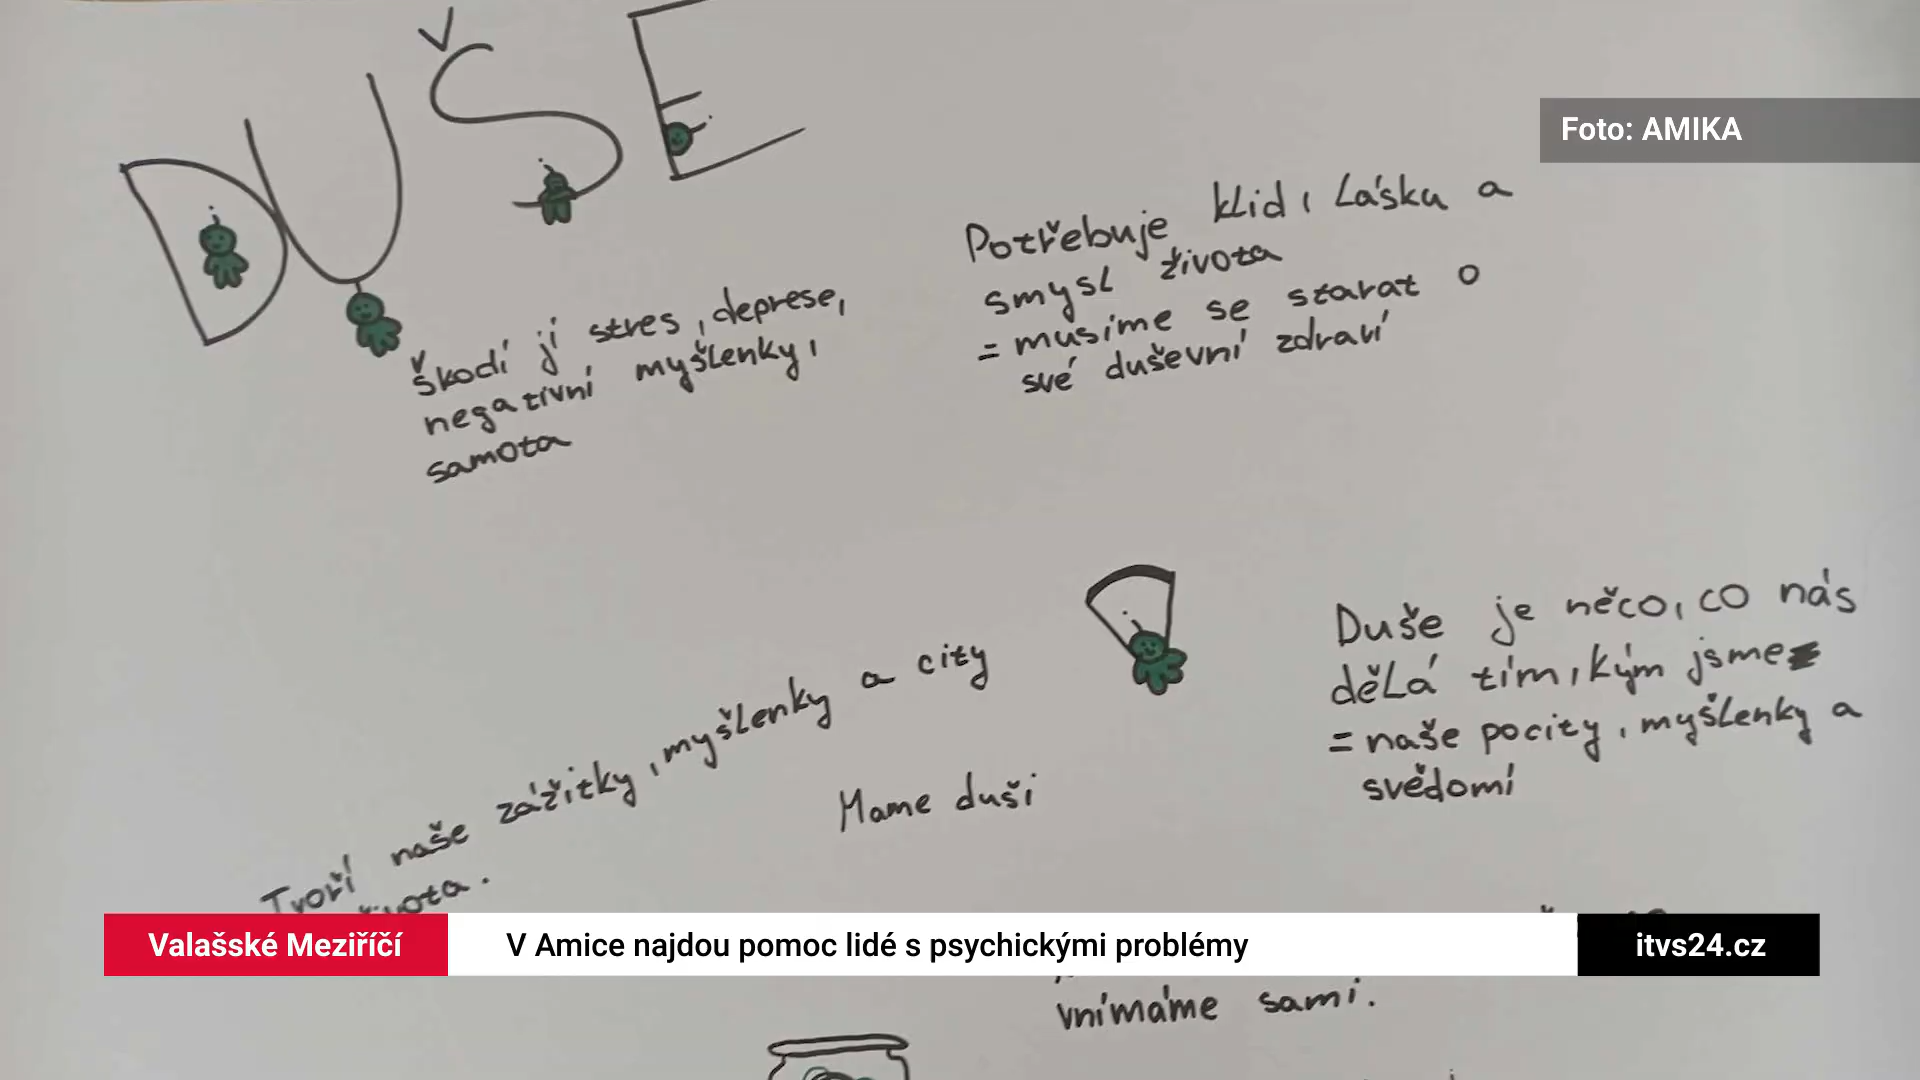 DUŠE
Foto: AMIKA
Potřebuje klid, lásku a
smysl života
= musíme se starat o
své duševní zdraví
Škodí jí stres, deprese,
negativní myšlenky,
samota
Duše je něco, co nás
dělá tím, kým jsme
= naše pocity, myšlenky a
svědomí
Tvoří naše zážitky, myšlenky a city
Mame duši
Valašské Meziříčí
V Amice najdou pomoc lidé s psychickými problémy
itvs24.cz
vnímáme sami.